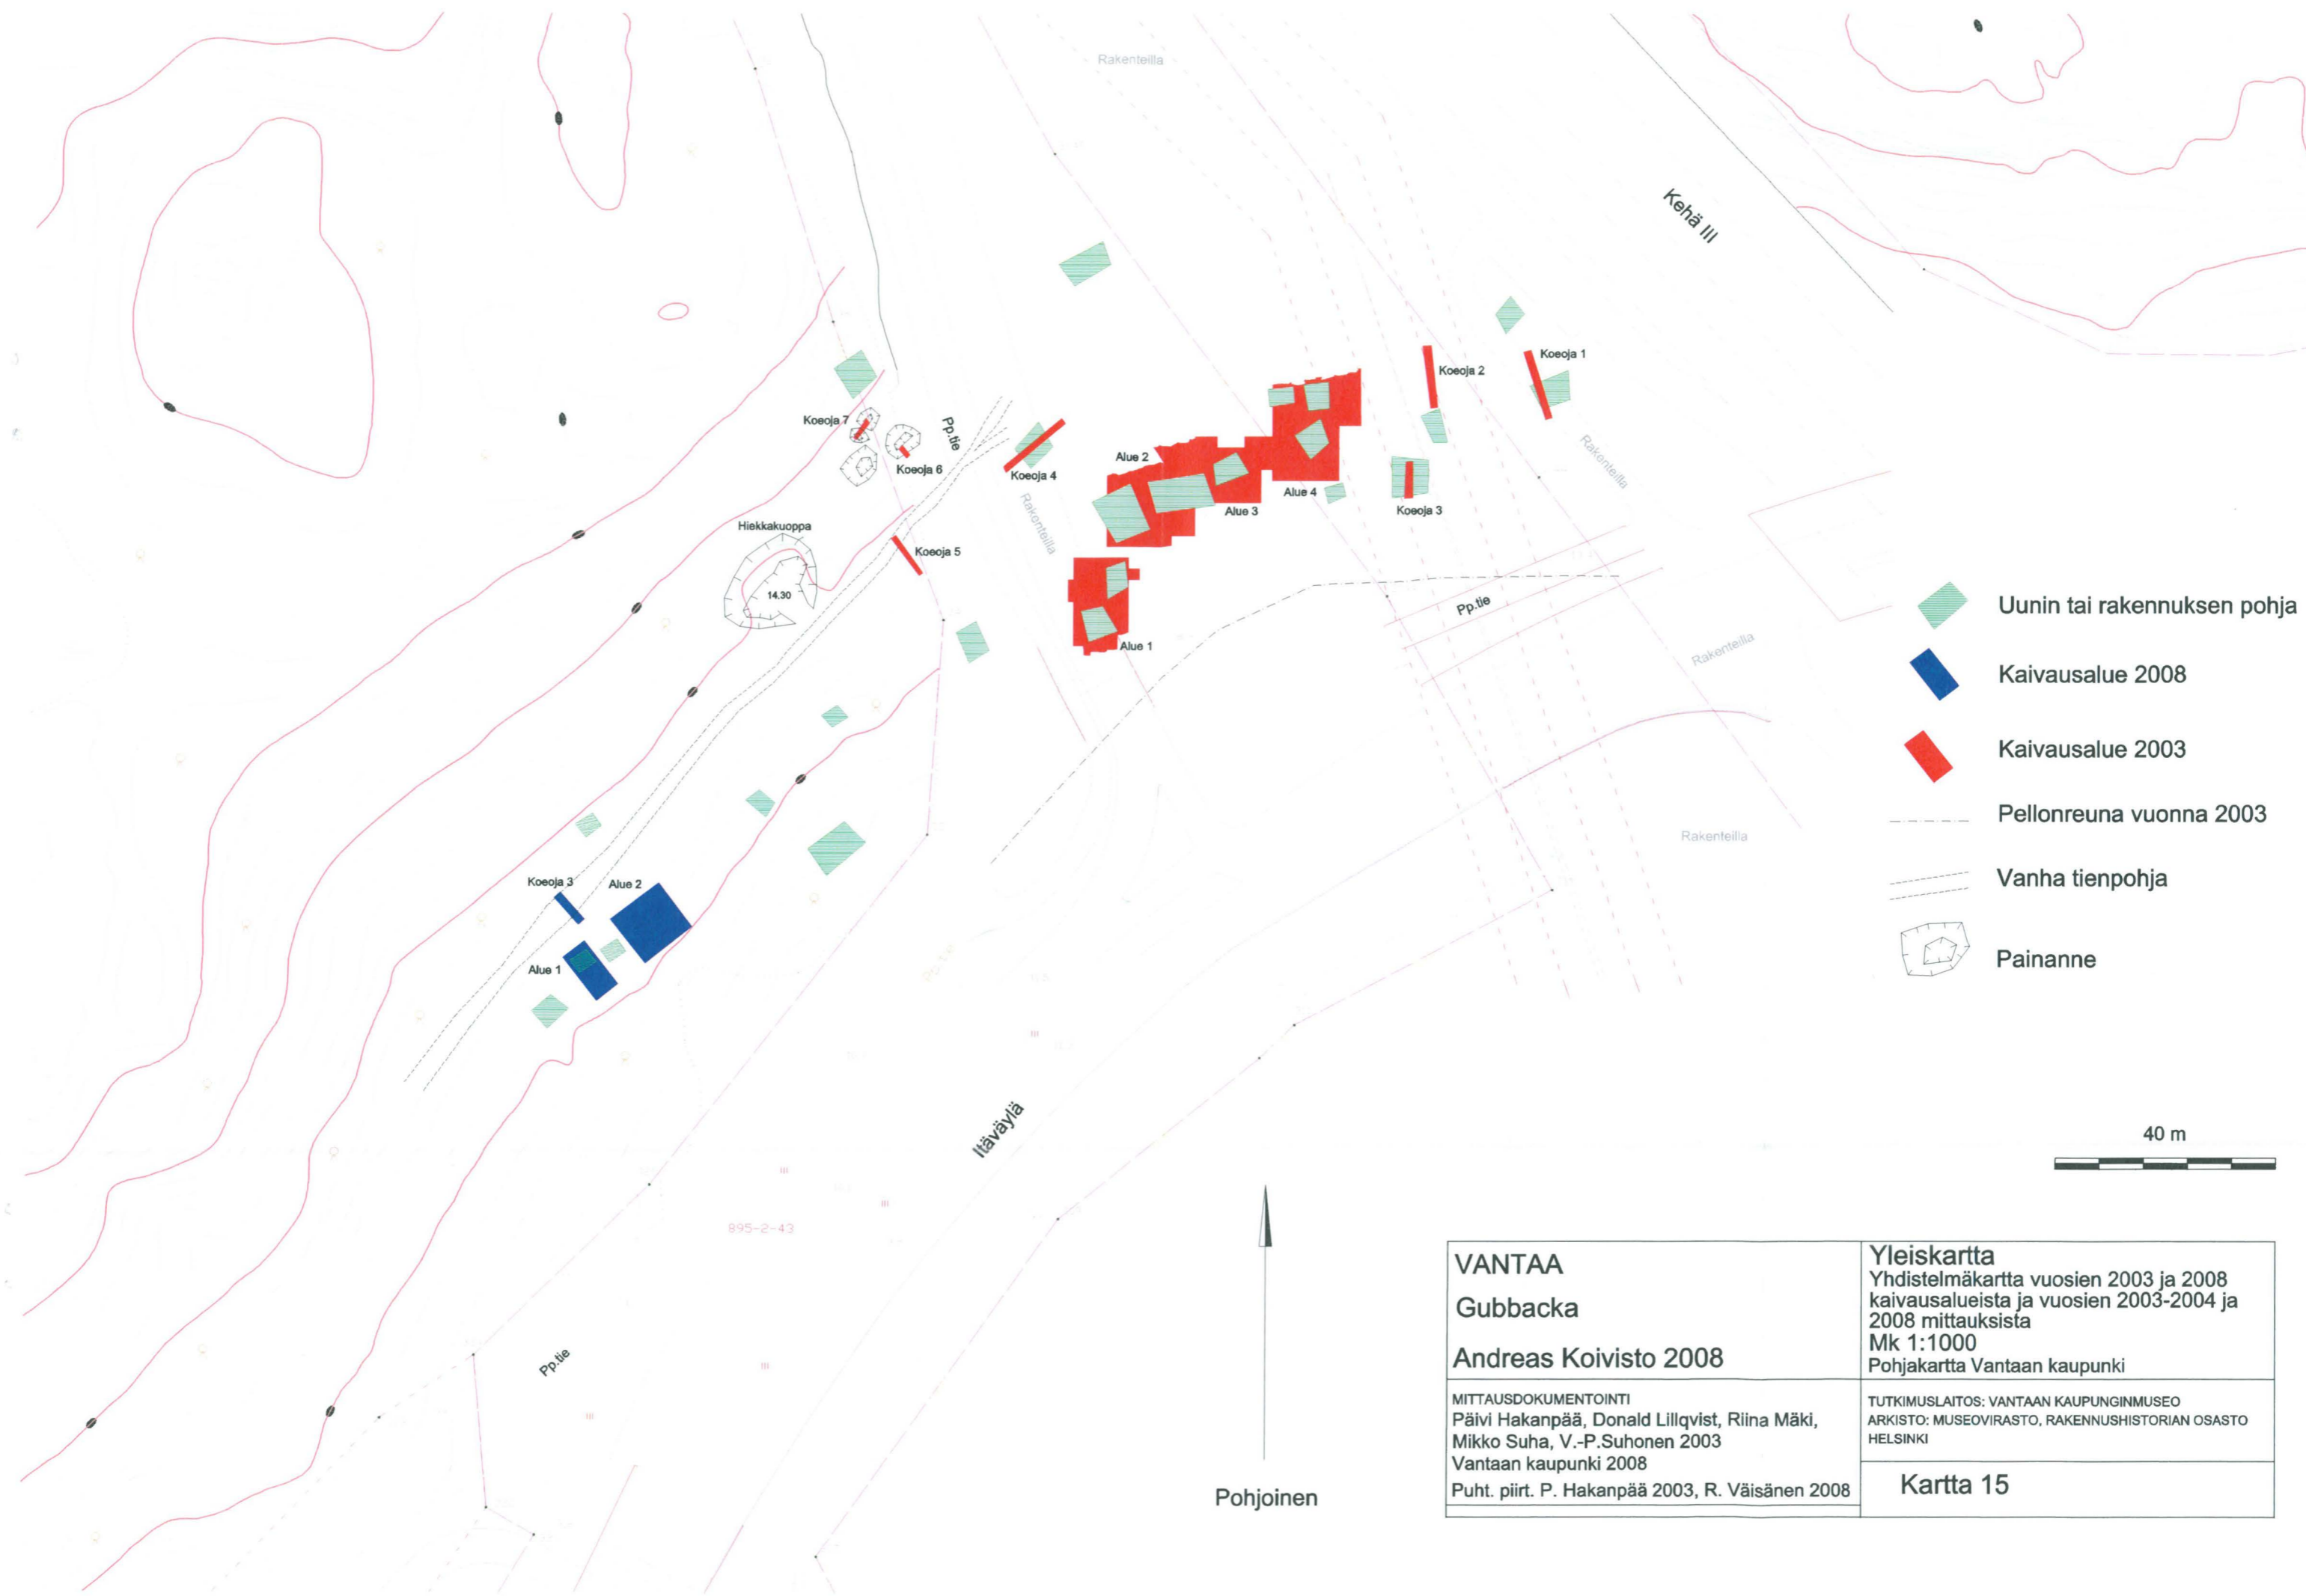 Rakenteilla
Kehä III
Koeoja 1
Koeoja 2
Koeoja 7
Pp.tie
Koeoja 6
Koeoja 4
Alue 2
Rakenteilla
Alue 4
Koeoja 3
Alue 3
Rakenteilla
Hiekkakuoppa
Koeoja 5
14.30
Pp.tie
Alue 1
Rakenteilla
Rakenteilla
Koeoja 3
Alue 2
Alue 1
Itäväylä
895-2-43
Pp.tie
Uunin tai rakennuksen pohja
Kaivausalue 2008
Kaivausalue 2003
Pellonreuna vuonna 2003
Vanha tienpohja
Painanne
40 m
Pohjoinen
VANTAA
Gubbacka
Andreas Koivisto 2008
Yleiskartta
Yhdistelmäkartta vuosien 2003 ja 2008
kaivausalueista ja vuosien 2003-2004 ja
2008 mittauksista
Mk 1:1000
Pohjakartta Vantaan kaupunki
MITTAUSDOKUMENTOINTI
Päivi Hakanpää, Donald Lillqvist, Riina Mäki,
Mikko Suha, V.-P.Suhonen 2003
Vantaan kaupunki 2008
Puht. piirt. P. Hakanpää 2003, R. Väisänen 2008
TUTKIMUSLAITOS: VANTAAN KAUPUNGINMUSEO
ARKISTO: MUSEOVIRASTO, RAKENNUSHISTORIAN OSASTO
HELSINKI
Kartta 15